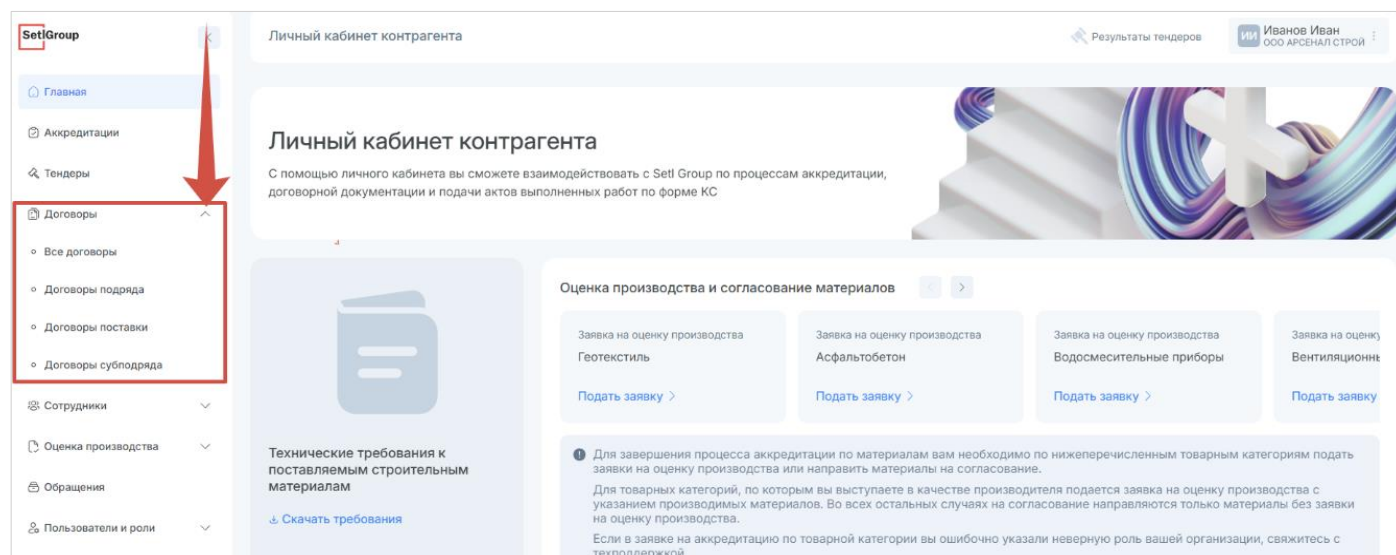 SetlGroup
Личный кабинет контрагента
Результаты тендеров
ИИ
Иванов Иван
ООО АРСЕНАЛ СТРОЙ
Главная
Аккредитации
Тендеры
Договоры
Все договоры
Договоры подряда
Договоры поставки
Договоры субподряда
Сотрудники
Оценка производства
Обращения
Пользователи и роли
Личный кабинет контрагента
С помощью личного кабинета вы сможете взаимодействовать с Setl Group по процессам аккредитации,
договорной документации и подачи актов выполненных работ по форме КС
Технические требования к
поставляемым строительным
материалам
Скачать требования
Оценка производства и согласование материалов
Заявка на оценку производства
Геотекстиль
Подать заявку
Заявка на оценку производства
Асфальтобетон
Подать заявку
Заявка на оценку производства
Водосмесительные приборы
Подать заявку
Заявка на оценку
Вентиляционны
Подать заявку
Для завершения процесса аккредитации по материалам вам необходимо по нижеперечисленным товарным категориям подать
заявки на оценку производства или направить материалы на согласование.
Для товарных категорий, по которым вы выступаете в качестве производителя подается заявка на оценку производства с
указанием производимых материалов. Во всех остальных случаях на согласование направляются только материалы без заявки
на оценку производства.
Если в заявке на аккредитацию по товарной категории вы ошибочно указали неверную роль вашей организации, свяжитесь с
техподдержкой